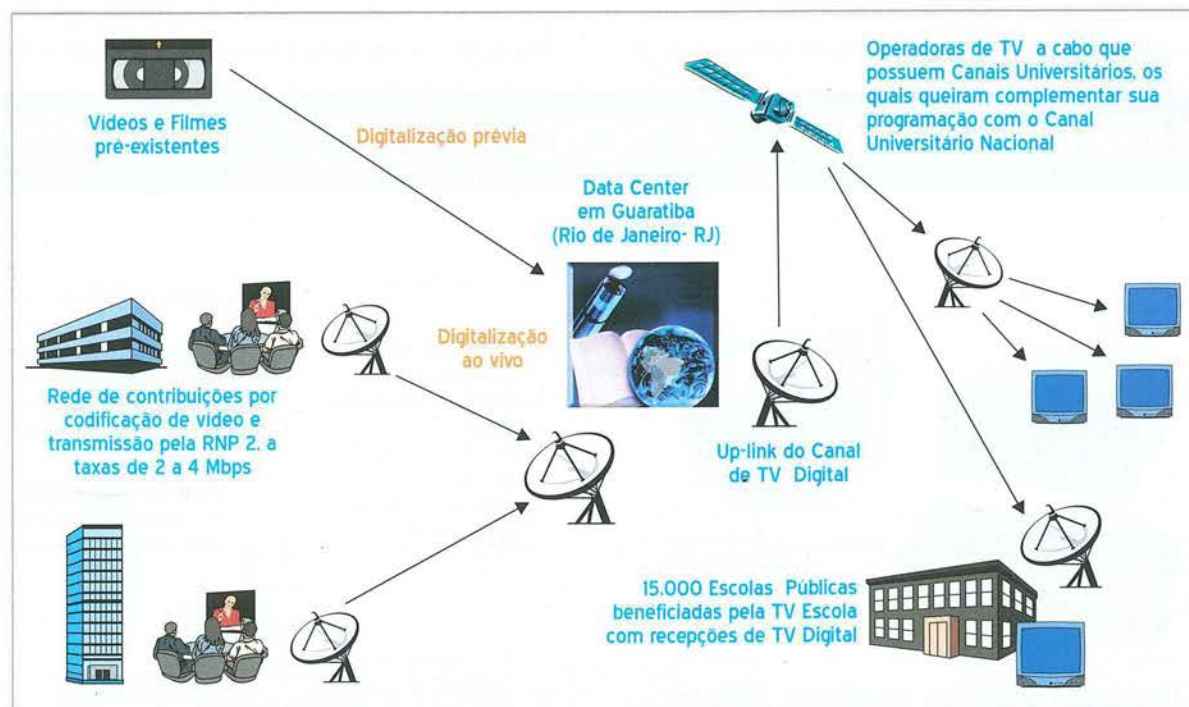 Vídeos e Filmes
pré-existentes
Digitalização prévia
Operadoras de TV a cabo que
possuem Canais Universitários, os
quais queiram complementar sua
programação com o Canal
Universitário Nacional
Data Center
em Guaratiba
(Rio de Janeiro- RJ)
Digitalização
ao vivo
Rede de contribuições por
codificação de vídeo e
transmissão pela RNP 2, a
taxas de 2 a 4 Mbps
Up-link do Canal
de TV Digital
15.000 Escolas Públicas
beneficiadas pela TV Escola
com recepções de TV Digital